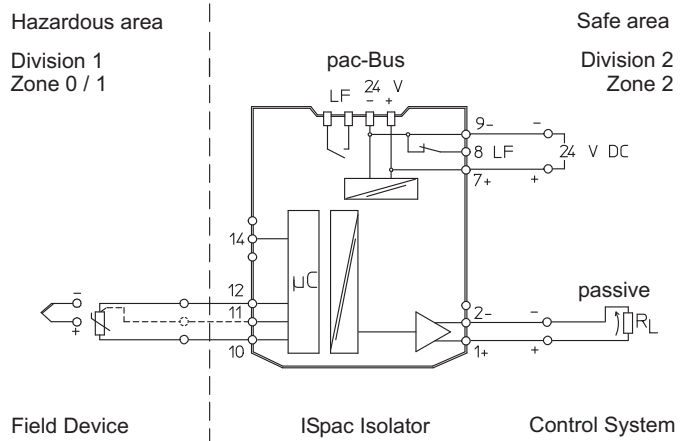 Hazardous area
Safe area
Division 1
Zone 0 / 1
pac-Bus
Division 2
Zone 2
LF 24 V
- +
9-
-
8 LF
24 V DC
7+
+
14
µC
12
11
10
-
+
passive
2-
-
RL
1+
+
Field Device
ISpac Isolator
Control System